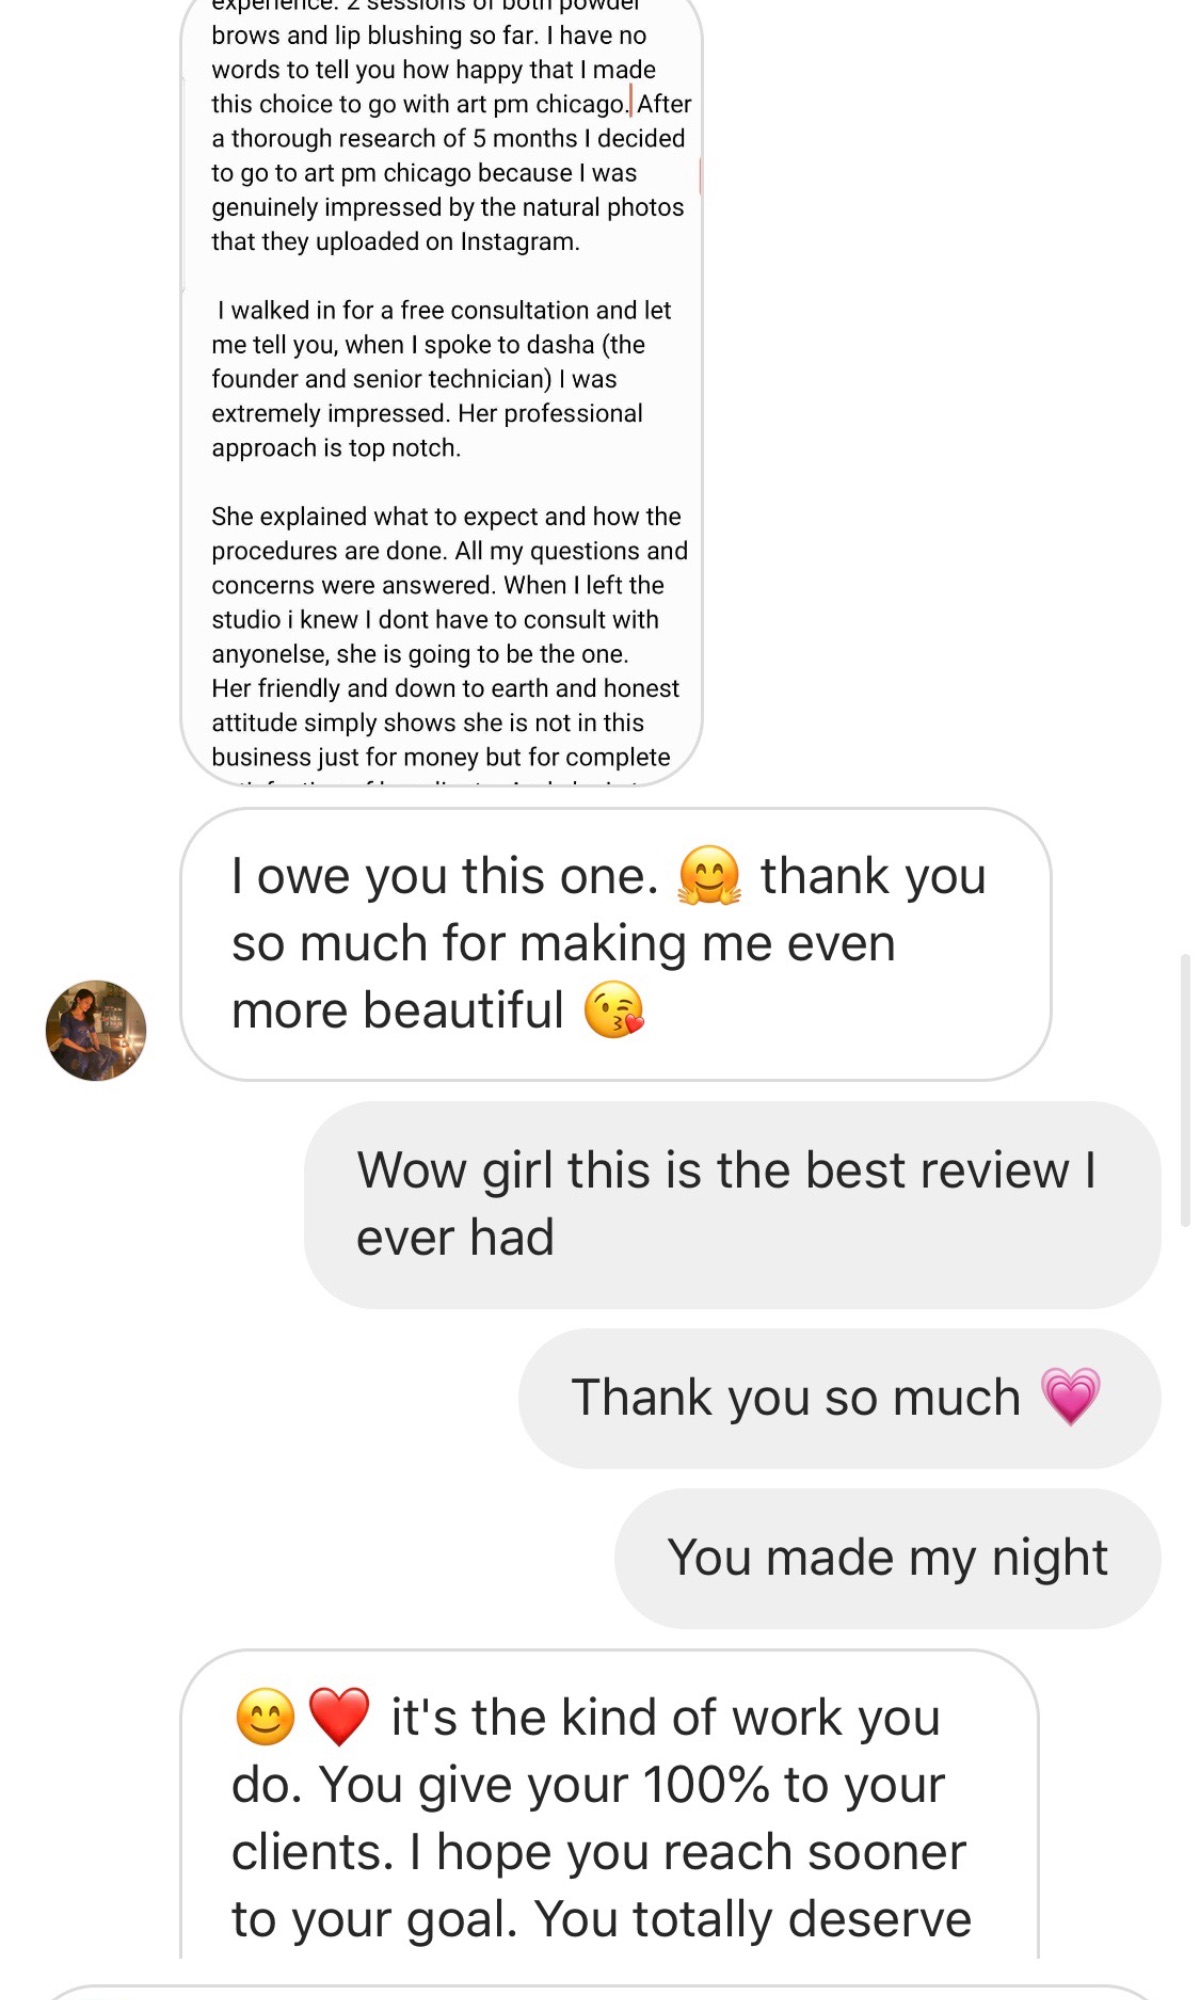 experience. 2 sessions of both powder
brows and lip blushing so far. I have no
words to tell you how happy that I made
this choice to go with art pm chicago. After
a thorough research of 5 months I decided
to go to art pm chicago because I was
genuinely impressed by the natural photos
that they uploaded on Instagram.
I walked in for a free consultation and let
me tell you, when I spoke to dasha (the
founder and senior technician) I was
extremely impressed. Her professional
approach is top notch.
She explained what to expect and how the
procedures are done. All my questions and
concerns were answered. When I left the
studio i knew I dont have to consult with
anyonelse, she is going to be the one.
Her friendly and down to earth and honest
attitude simply shows she is not in this
business just for money but for complete
I owe you this one. 🤗 thank you
so much for making me even
more beautiful 😘
Wow girl this is the best review I
ever had
Thank you so much 💗
You made my night
😊❤️ it's the kind of work you
do. You give your 100% to your
clients. I hope you reach sooner
to your goal. You totally deserve